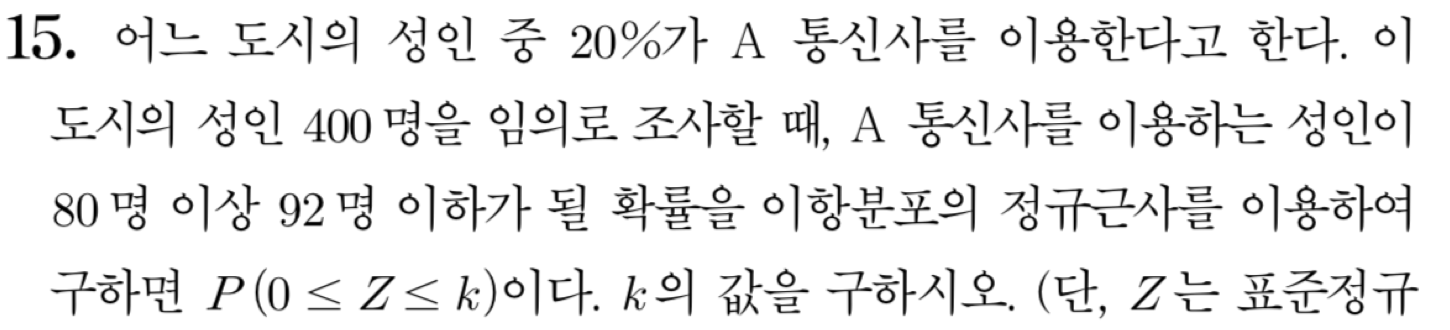 15. 어느 도시의 성인 중 20%가 A 통신사를 이용한다고 한다. 이
도시의 성인 400명을 임의로 조사할 때, A 통신사를 이용하는 성인이
80명 이상 92명 이하가 될 확률을 이항분포의 정규근사를 이용하여
구하면 P(0 ≤ Z ≤ k)이다. k의 값을 구하시오. (단, Z는 표준정규